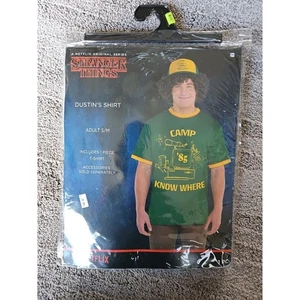 A NETFLIX ORIGINAL SERIES
STRANGER
THINGS
DUSTIN'S SHIRT
ADULT S/M
INCLUDES 1 PIECE
T-SHIRT
ACCESSORIES
SOLD SEPARATELY
CAMP
'85
KNOW WHERE
FLIX